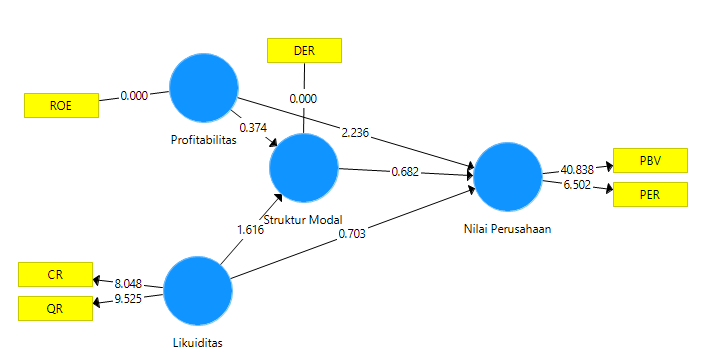 DER
ROE
0.000
0.000
Profitabilitas
0.374
2.236
PBV
40.838
0.682
6.502
PER
Struktur Modal
1.616
0.703
Nilai Perusahaan
CR
8.048
9.525
QR
Likuiditas